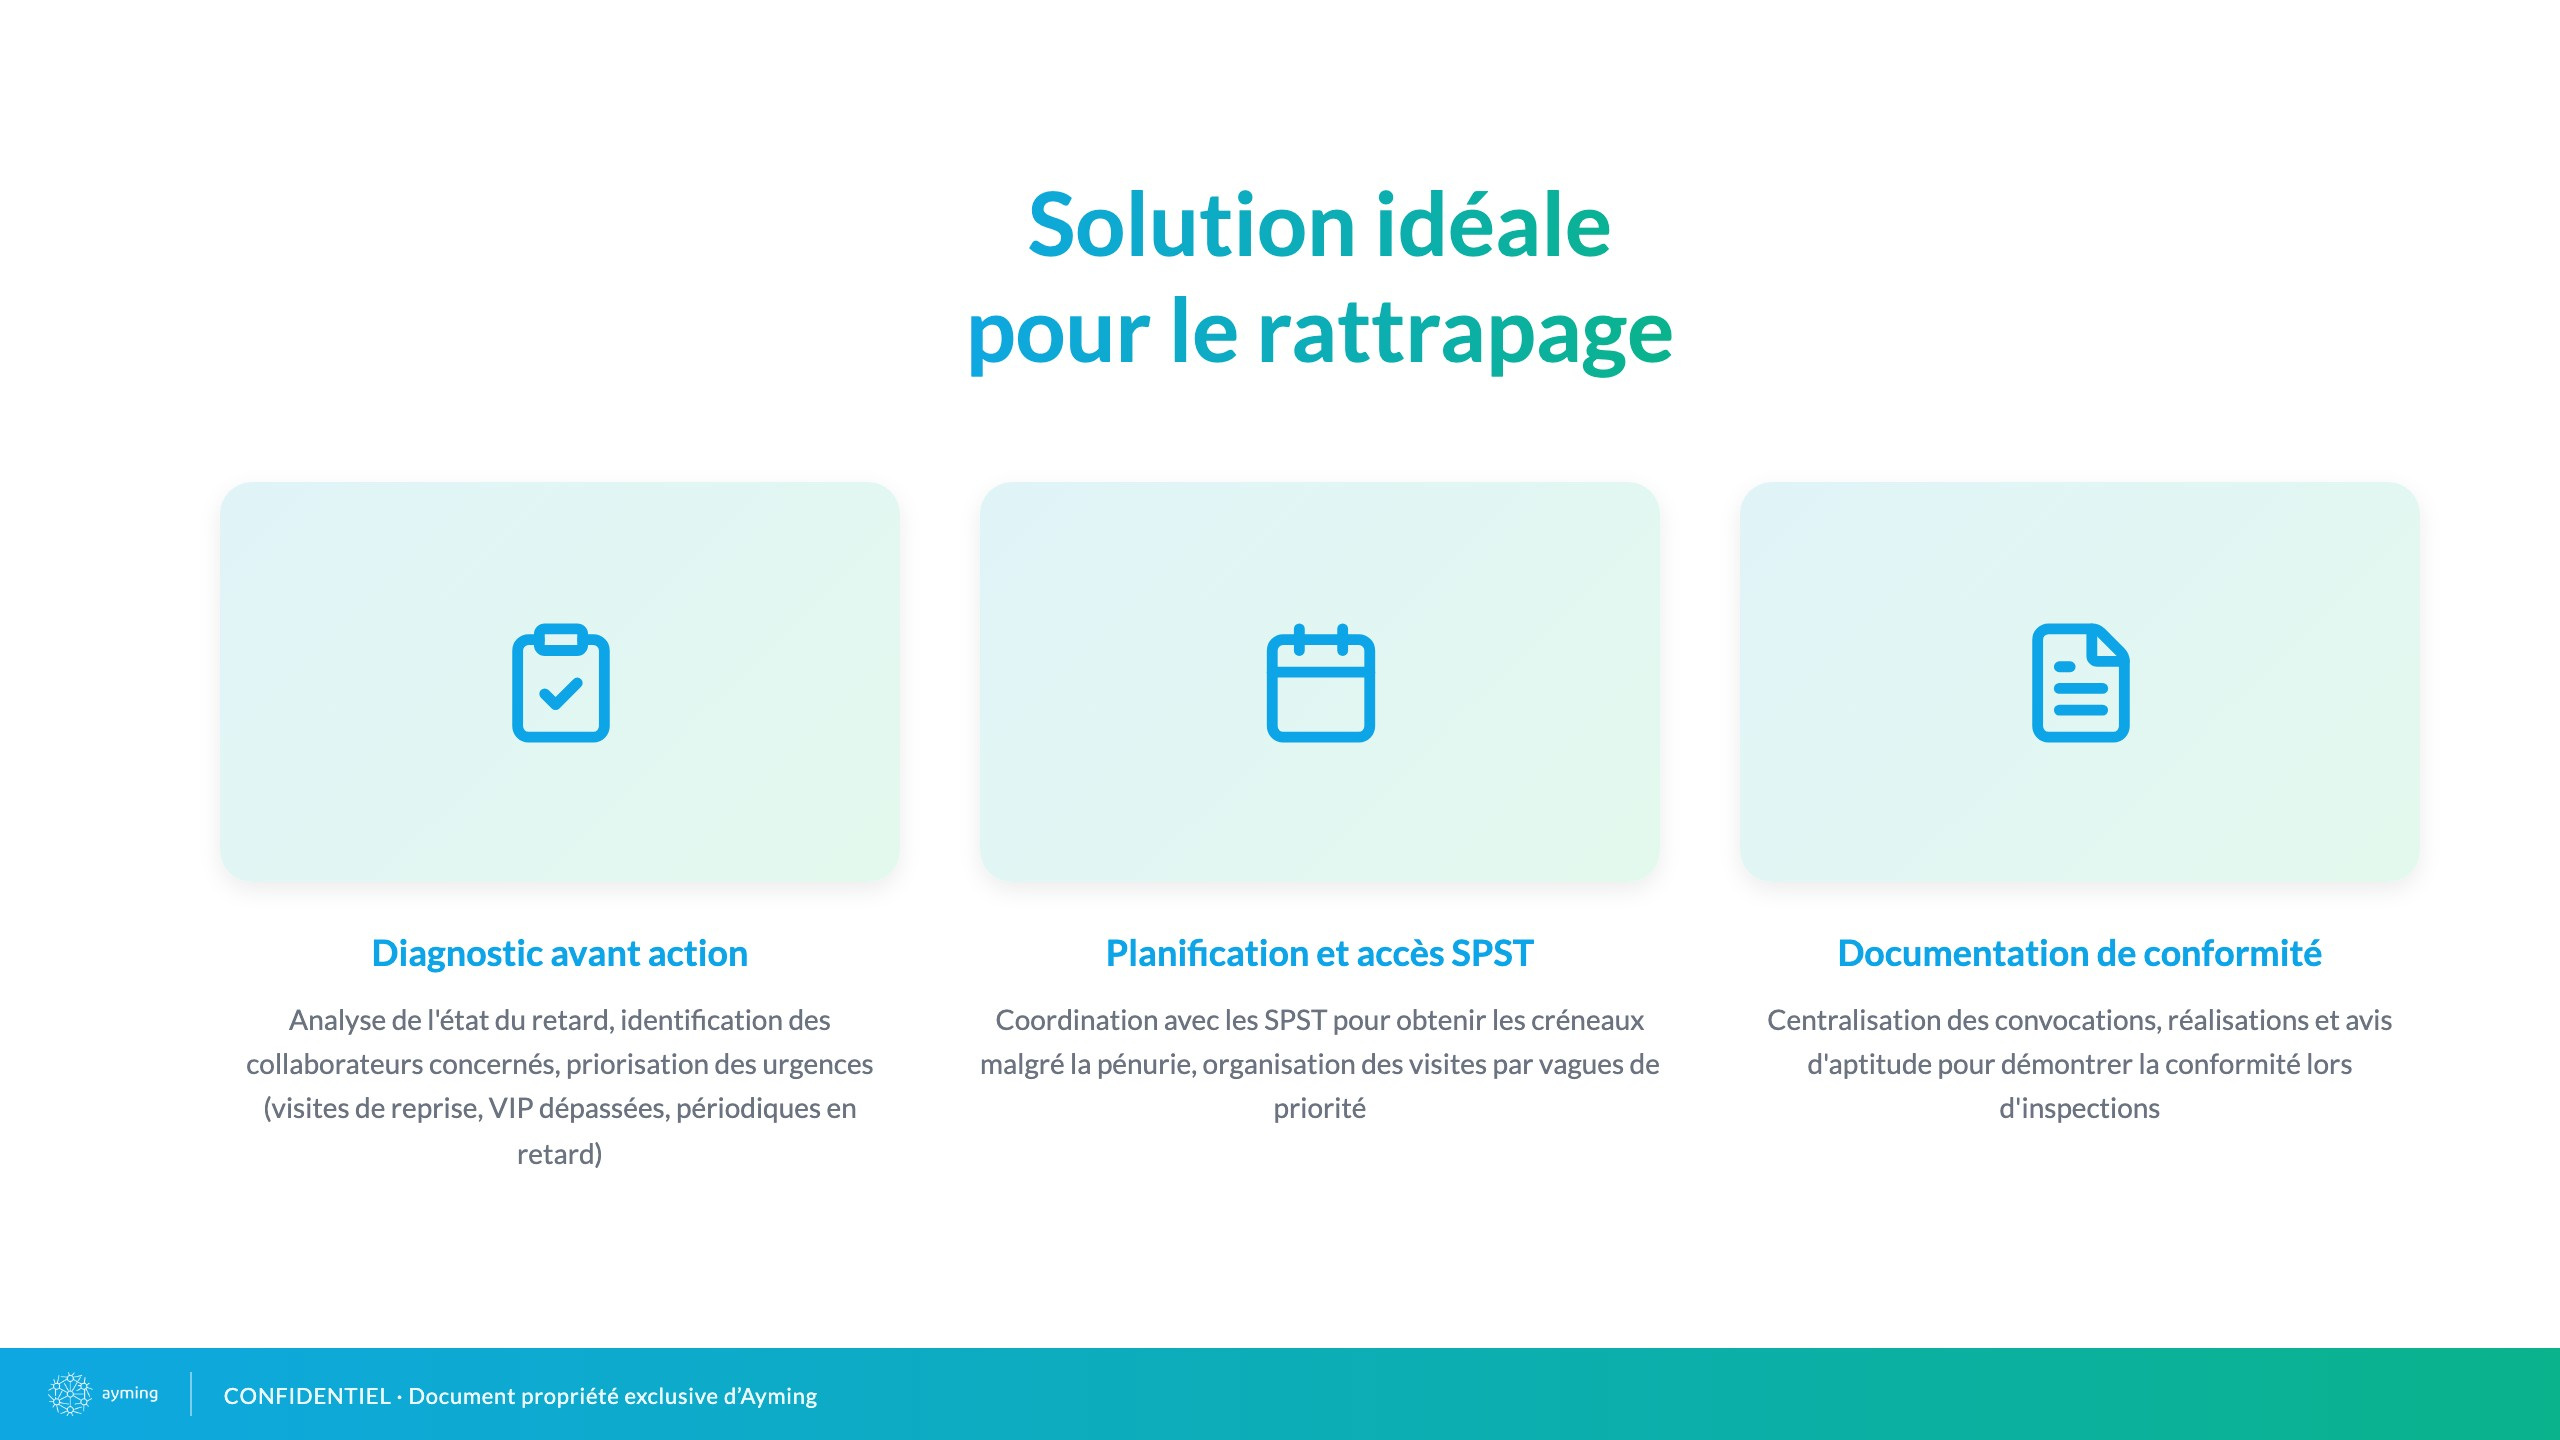 Solution idéale
pour le rattrapage
Diagnostic avant action
Analyse de l'état du retard, identification des
collaborateurs concernés, priorisation des urgences
(visites de reprise, VIP dépassées, périodiques en
retard)
Planification et accès SPST
Coordination avec les SPST pour obtenir les créneaux
malgré la pénurie, organisation des visites par vagues de
priorité
Documentation de conformité
Centralisation des convocations, réalisations et avis
d'aptitude pour démontrer la conformité lors
d'inspections
ayming
CONFIDENTIEL · Document propriété exclusive d’Ayming